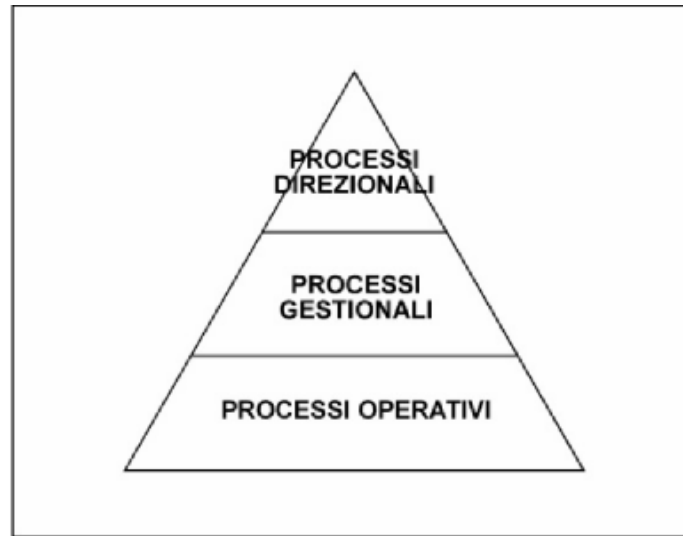 PROCESSI
DIREZIONALI
PROCESSI
GESTIONALI
PROCESSI OPERATIVI